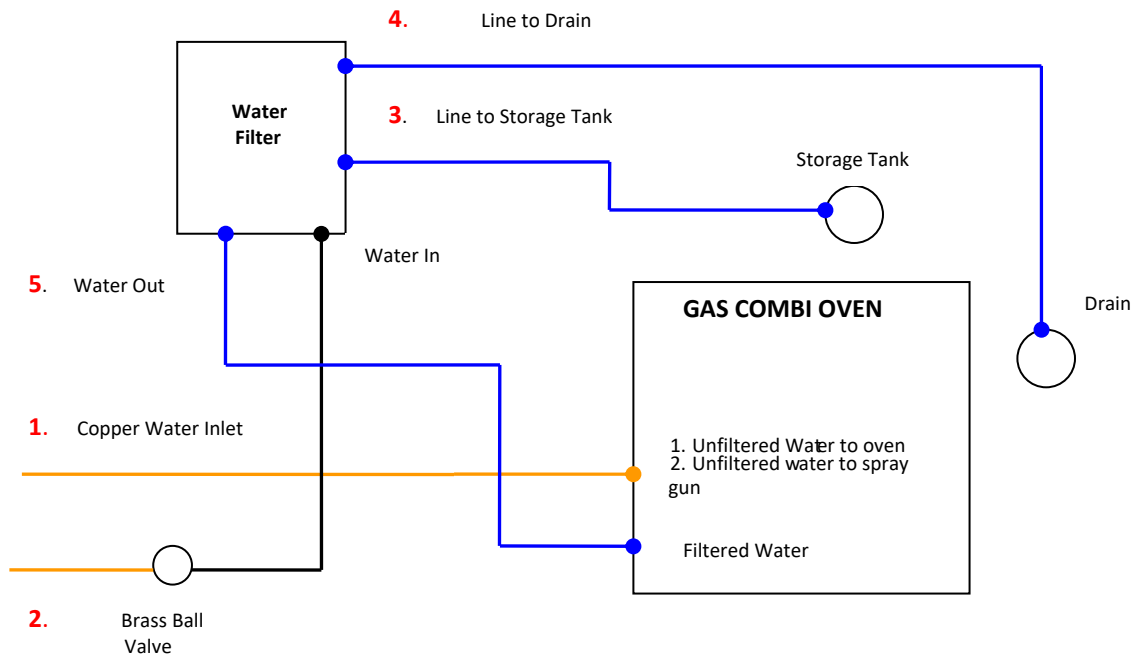 4. Line to Drain
Water
Filter
3. Line to Storage Tank
Storage Tank
Water In
5. Water Out
GAS COMBI OVEN
Drain
1. Copper Water Inlet
1. Unfiltered Water to oven
2. Unfiltered water to spray
gun
Filtered Water
2. Brass Ball
Valve